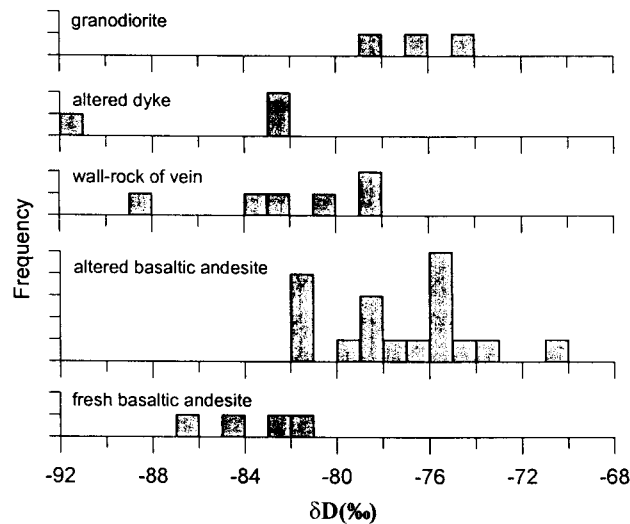 granodiorite
altered dyke
wall-rock of vein
altered basaltic andesite
fresh basaltic andesite
Frequency
-92 -88 -84 -80 -76 -72 -68
δD(‰)